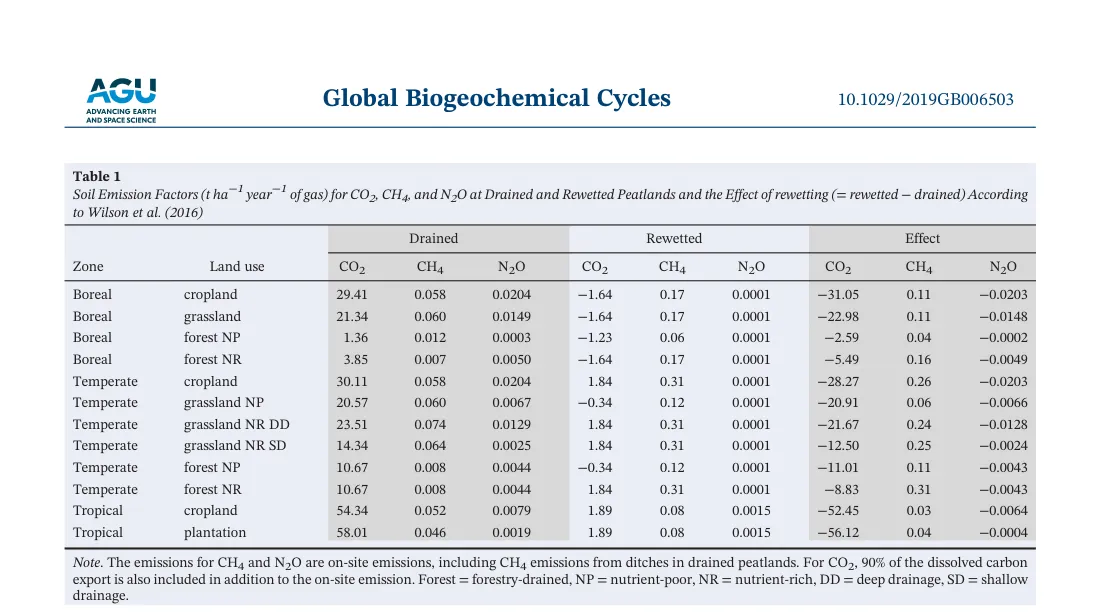 AGU
ADVANCING EARTH
AND SPACE SCIENCE
Global Biogeochemical Cycles
10.1029/2019GB006503
Table 1
Soil Emission Factors (t ha−1 year−1 of gas) for CO2, CH4, and N2O at Drained and Rewetted Peatlands and the Effect of rewetting (= rewetted − drained) According
to Wilson et al. (2016)
Drained Rewetted Effect
Zone Land use CO2 CH4 N2O CO2 CH4 N2O CO2 CH4 N2O
Boreal cropland 29.41 0.058 0.0204 −1.64 0.17 0.0001 −31.05 0.11 −0.0203
Boreal grassland 21.34 0.060 0.0149 −1.64 0.17 0.0001 −22.98 0.11 −0.0148
Boreal forest NP 1.36 0.012 0.0003 −1.23 0.06 0.0001 −2.59 0.04 −0.0002
Boreal forest NR 3.85 0.007 0.0050 −1.64 0.17 0.0001 −5.49 0.16 −0.0049
Temperate cropland 30.11 0.058 0.0204 1.84 0.31 0.0001 −28.27 0.26 −0.0203
Temperate grassland NP 20.57 0.060 0.0067 −0.34 0.12 0.0001 −20.91 0.06 −0.0066
Temperate grassland NR DD 23.51 0.074 0.0129 1.84 0.31 0.0001 −21.67 0.24 −0.0128
Temperate grassland NR SD 14.34 0.064 0.0025 1.84 0.31 0.0001 −12.50 0.25 −0.0024
Temperate forest NP 10.67 0.008 0.0044 −0.34 0.12 0.0001 −11.01 0.11 −0.0043
Temperate forest NR 10.67 0.008 0.0044 1.84 0.31 0.0001 −8.83 0.31 −0.0043
Tropical cropland 54.34 0.052 0.0079 1.89 0.08 0.0015 −52.45 0.03 −0.0064
Tropical plantation 58.01 0.046 0.0019 1.89 0.08 0.0015 −56.12 0.04 −0.0004
Note. The emissions for CH4 and N2O are on-site emissions, including CH4 emissions from ditches in drained peatlands. For CO2, 90% of the dissolved carbon
export is also included in addition to the on-site emission. Forest = forestry-drained, NP = nutrient-poor, NR = nutrient-rich, DD = deep drainage, SD = shallow
drainage.